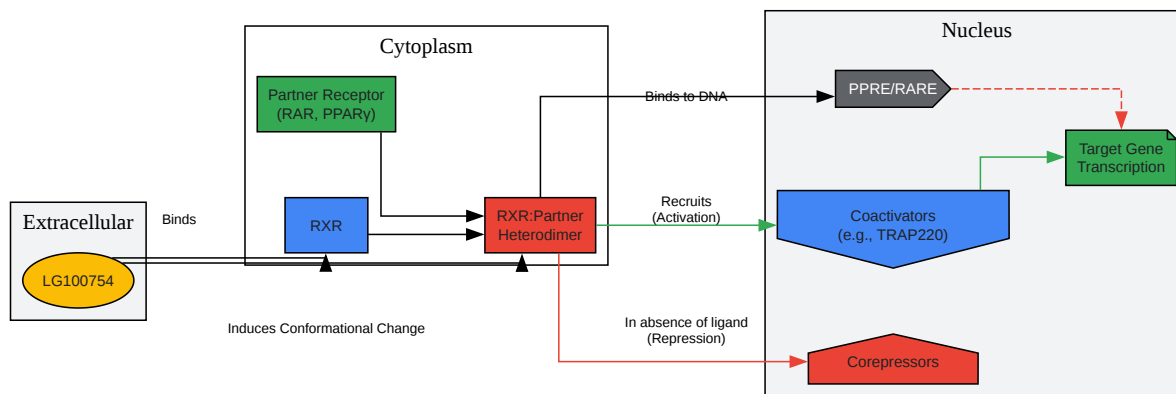 Nucleus
Cytoplasm
Partner Receptor
(RAR, PPARγ)
Binds to DNA
PPRE/RARE
Target Gene
Transcription
Extracellular
Binds
RXR
RXR:Partner
Heterodimer
Recruits
(Activation)
Coactivators
(e.g., TRAP220)
LG100754
Induces Conformational Change
In absence of ligand
(Repression)
Corepressors